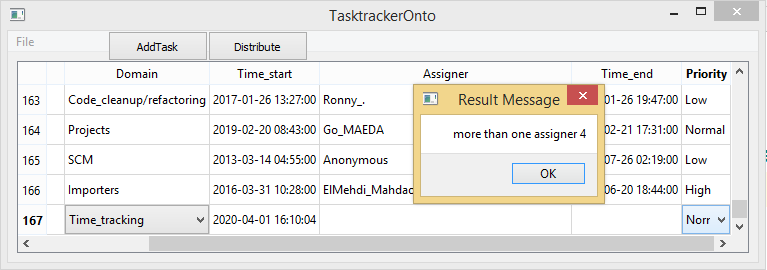 TasktrackerOnto
File
AddTask
Distribute
Domain Time_start Assigner Time_end Priority
163 Code_cleanup/refactoring 2017-01-26 13:27:00 Ronny_. 01-26 19:47:00 Low
164 Projects 2019-02-20 08:43:00 Go_MAEDA 02-21 17:31:00 Normal
165 SCM 2013-03-14 04:55:00 Anonymous 07-26 02:19:00 Low
166 Importers 2016-03-31 10:28:00 ElMehdi_Mahdad 06-20 18:44:00 High
167 Time_tracking 2020-04-01 16:10:04 Norr
Result Message
more than one assigner 4
OK